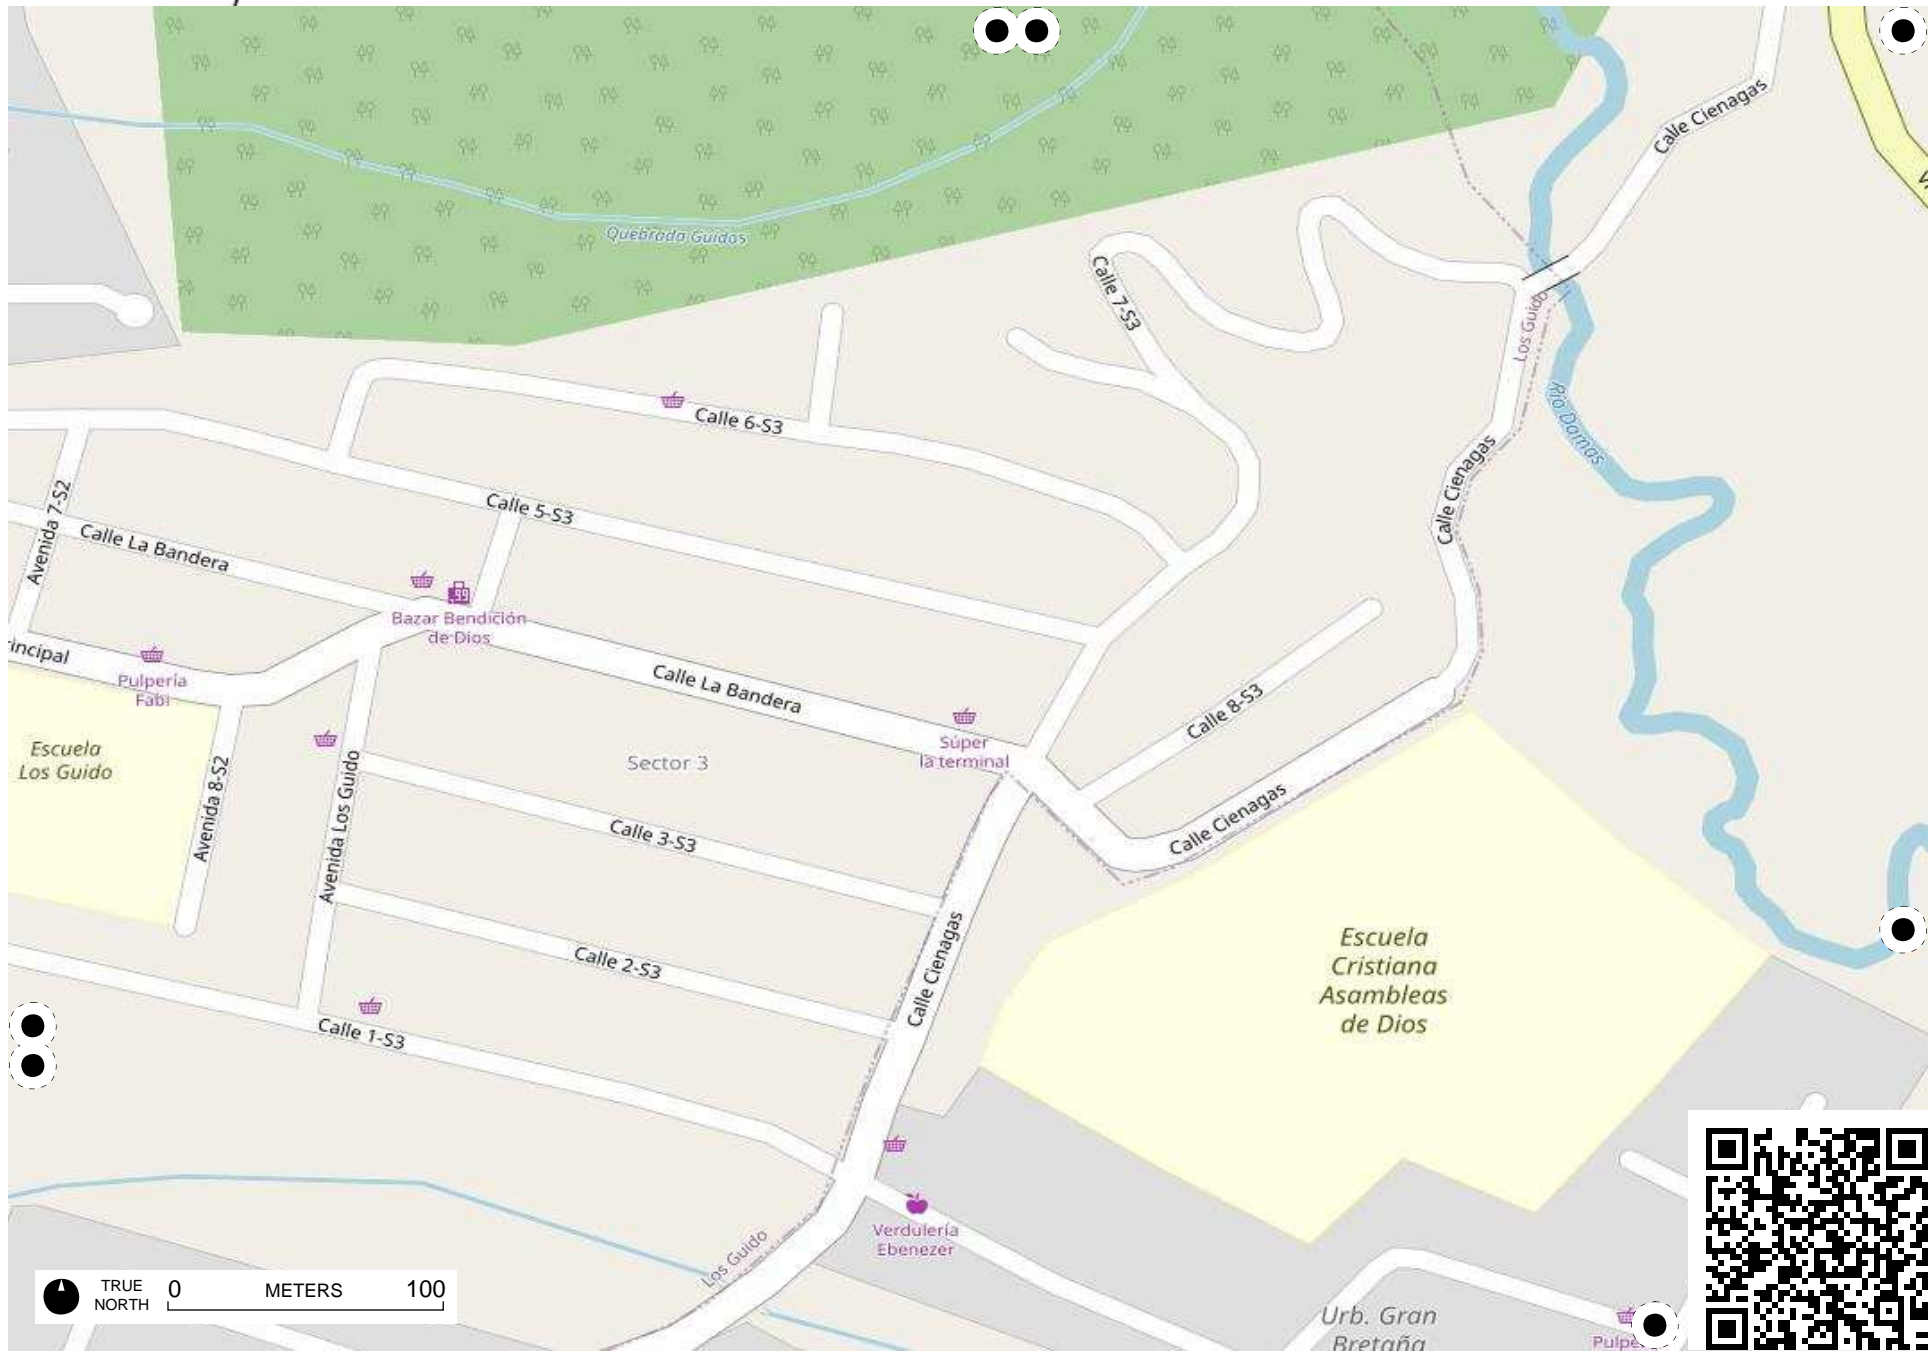 Calle Cienagas
Quebrada Guidos
Calle 7-S3
Los Guido
Río Damas
Calle 6-S3
Calle Cienagas
Avenida 7-S2
Calle 5-S3
Calle La Bandera
Bazar Bendición
de Dios
rincipal
Pulpería
Fabi
Calle La Bandera
Calle 8-S3
Súper
la terminal
Escuela
Los Guido
Sector 3
Avenida 8-S2
Avenida Los Guido
Calle 3-S3
Calle Cienagas
Calle 2-S3
Calle Cienagas
Escuela
Cristiana
Asambleas
de Dios
Calle 1-S3
Verdulería
Ebenezer
Los Guido
TRUE
NORTH
0 METERS 100
Urb. Gran
Bretaña